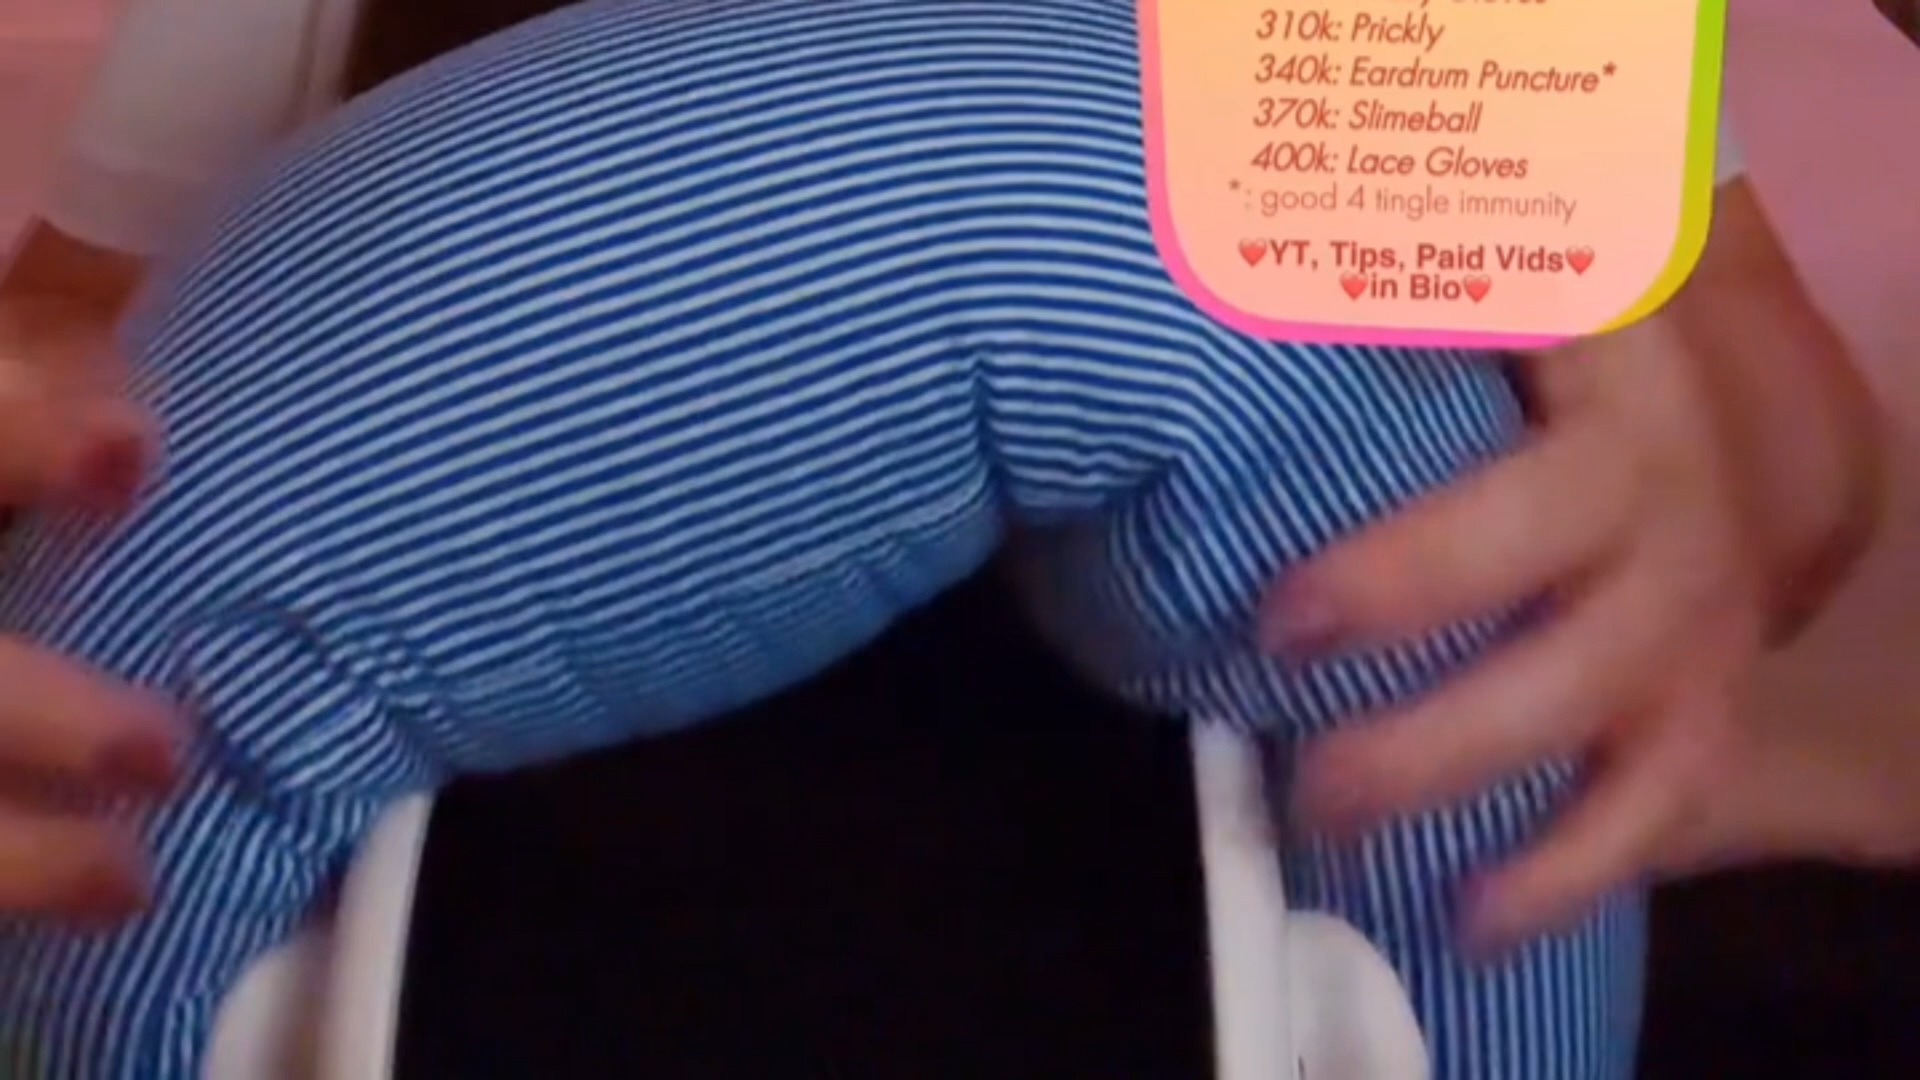 310k: Prickly
340k: Eardrum Puncture*
370k: Slimeball
400k: Lace Gloves
*: good 4 tingle immunity
❤️YT, Tips, Paid Vids❤️
❤️in Bio❤️